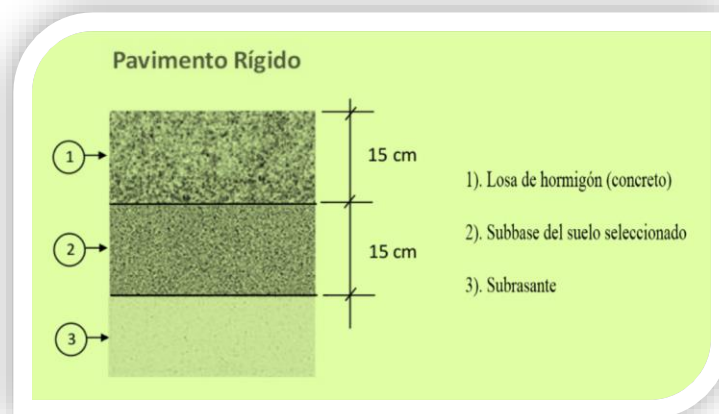 Pavimento Rígido
1
15 cm
1). Losa de hormigón (concreto)
2
15 cm
2). Subbase del suelo seleccionado
3). Subrasante
3